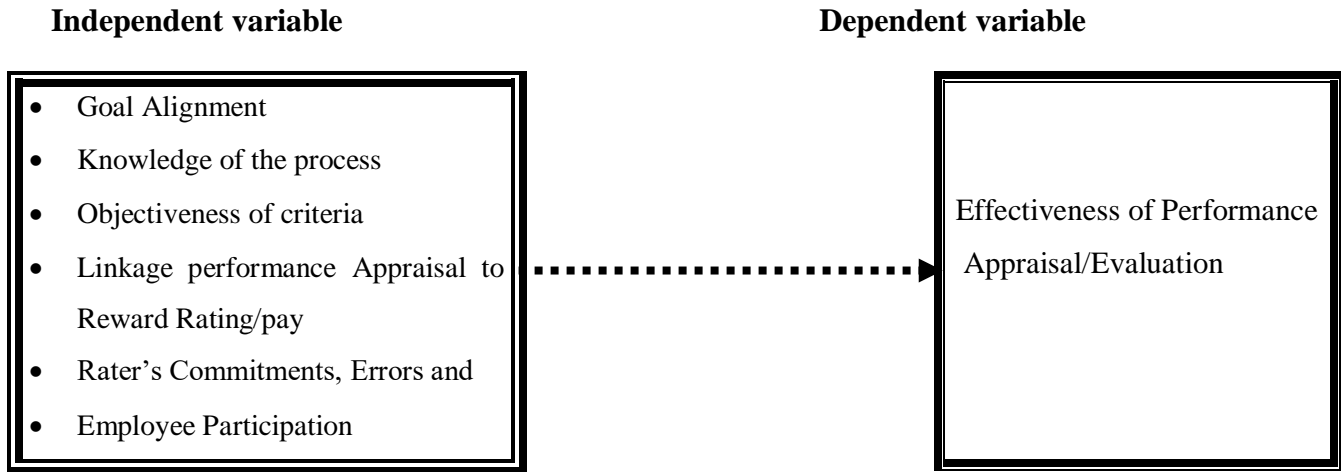 Independent variable
Dependent variable
• Goal Alignment
• Knowledge of the process
• Objectiveness of criteria
• Linkage performance Appraisal to
Reward Rating/pay
• Rater’s Commitments, Errors and
• Employee Participation
Effectiveness of Performance
Appraisal/Evaluation